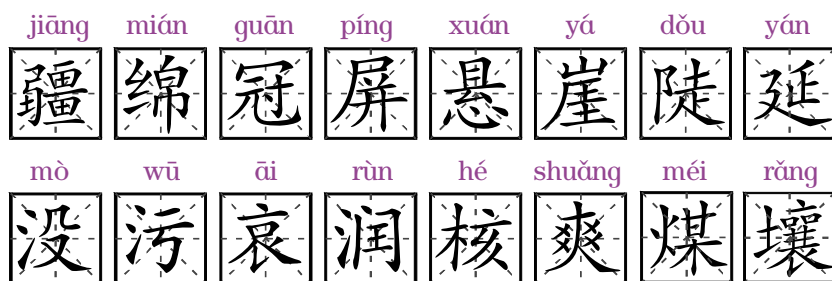 jiāng mián guān píng xuán yá dǒu yán
疆 绵 冠 屏 悬 崖 陡 延
mò wū āi rùn hé shuǎng méi rǎng
没 污 哀 润 核 爽 煤 壤